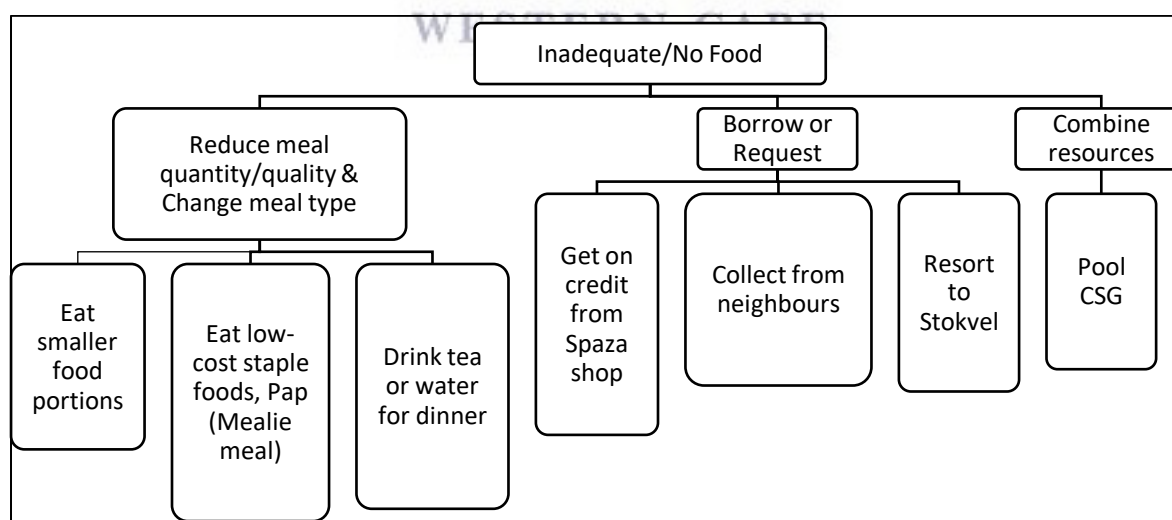 WESTERN CAPE
Inadequate/No Food
Reduce meal
quantity/quality &
Change meal type
Borrow or
Request
Combine
resources
Eat
smaller
food
portions
Eat low-
cost staple
foods, Pap
(Mealie
meal)
Drink tea
or water
for dinner
Get on
credit
from
Spaza
shop
Collect from
neighbours
Resort
to
Stokvel
Pool
CSG